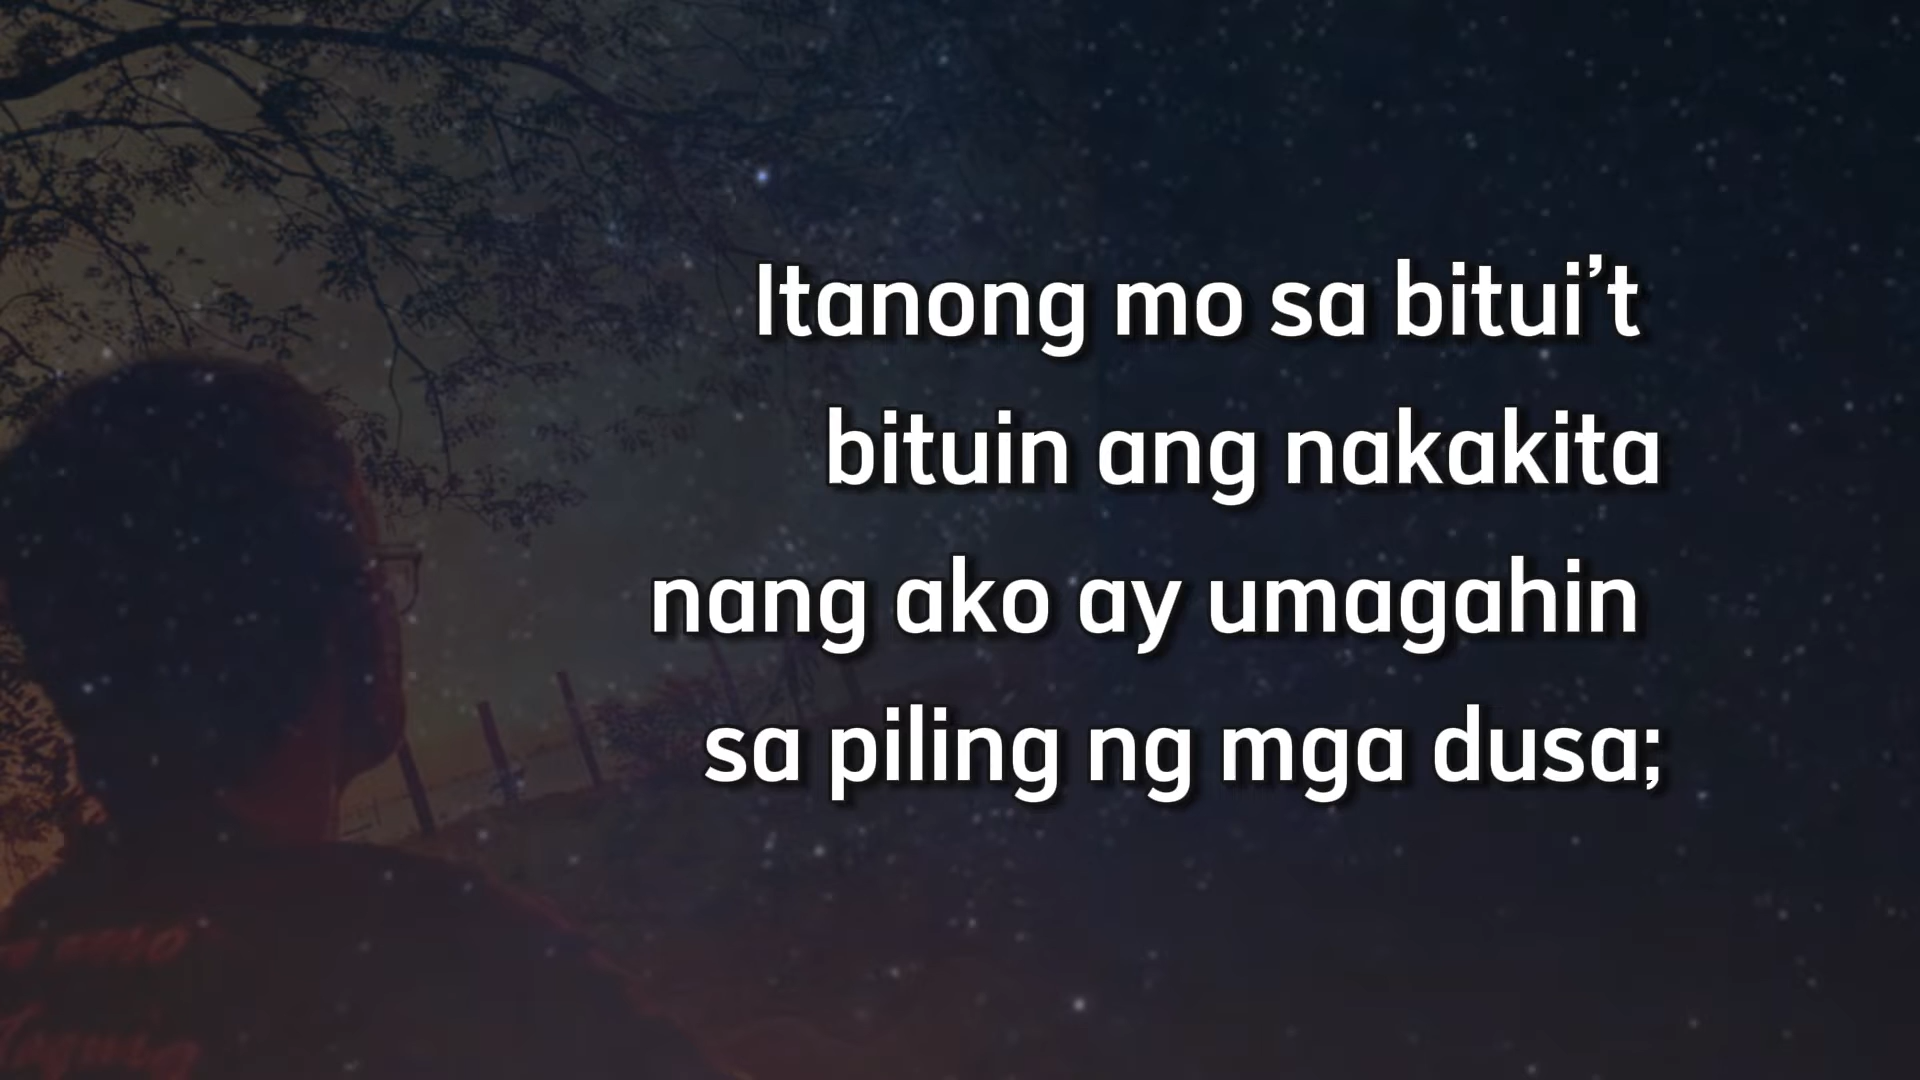 Itanong mo sa bitui’t
bituin ang nakakita
nang ako ay umagahin
sa piling ng mga dusa;